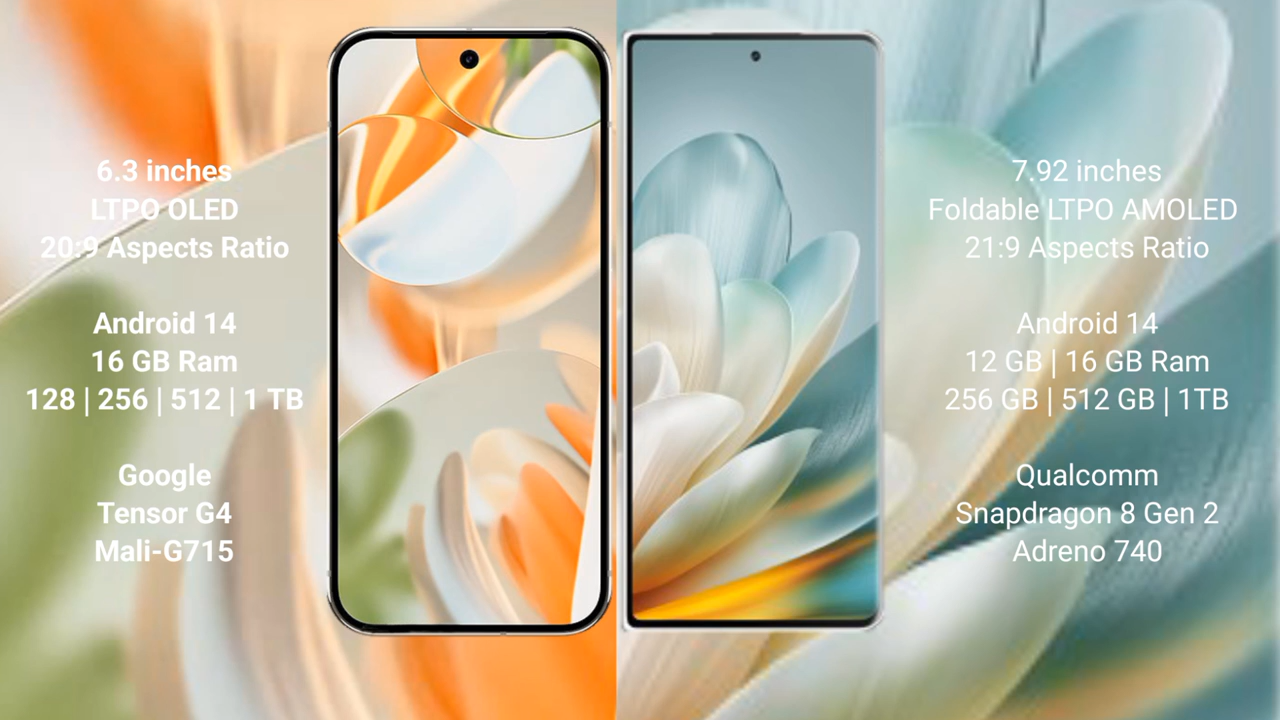 6.3 inches
LTPO OLED
20:9 Aspects Ratio
Android 14
16 GB Ram
128 | 256 | 512 | 1 TB
Google
Tensor G4
Mali-G715
7.92 inches
Foldable LTPO AMOLED
21:9 Aspects Ratio
Android 14
12 GB | 16 GB Ram
256 GB | 512 GB | 1TB
Qualcomm
Snapdragon 8 Gen 2
Adreno 740